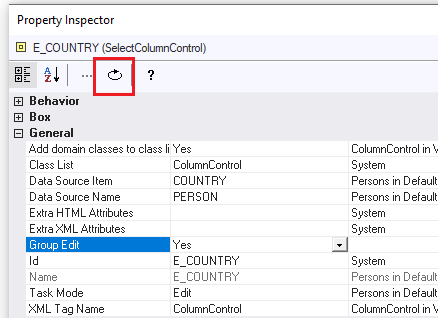 Property Inspector
E_COUNTRY (SelectColumnControl)
A Z ... ?
Behavior
Box
General
Add domain classes to class li Yes ColumnControl in V
Class List ColumnControl System
Data Source Item COUNTRY Persons in Default
Data Source Name PERSON Persons in Default
Extra HTML Attributes System
Extra XML Attributes System
Group Edit Yes
Id E_COUNTRY System
Name E_COUNTRY Persons in Default
Task Mode Edit Persons in Default
XML Tag Name ColumnControl ColumnControl in V